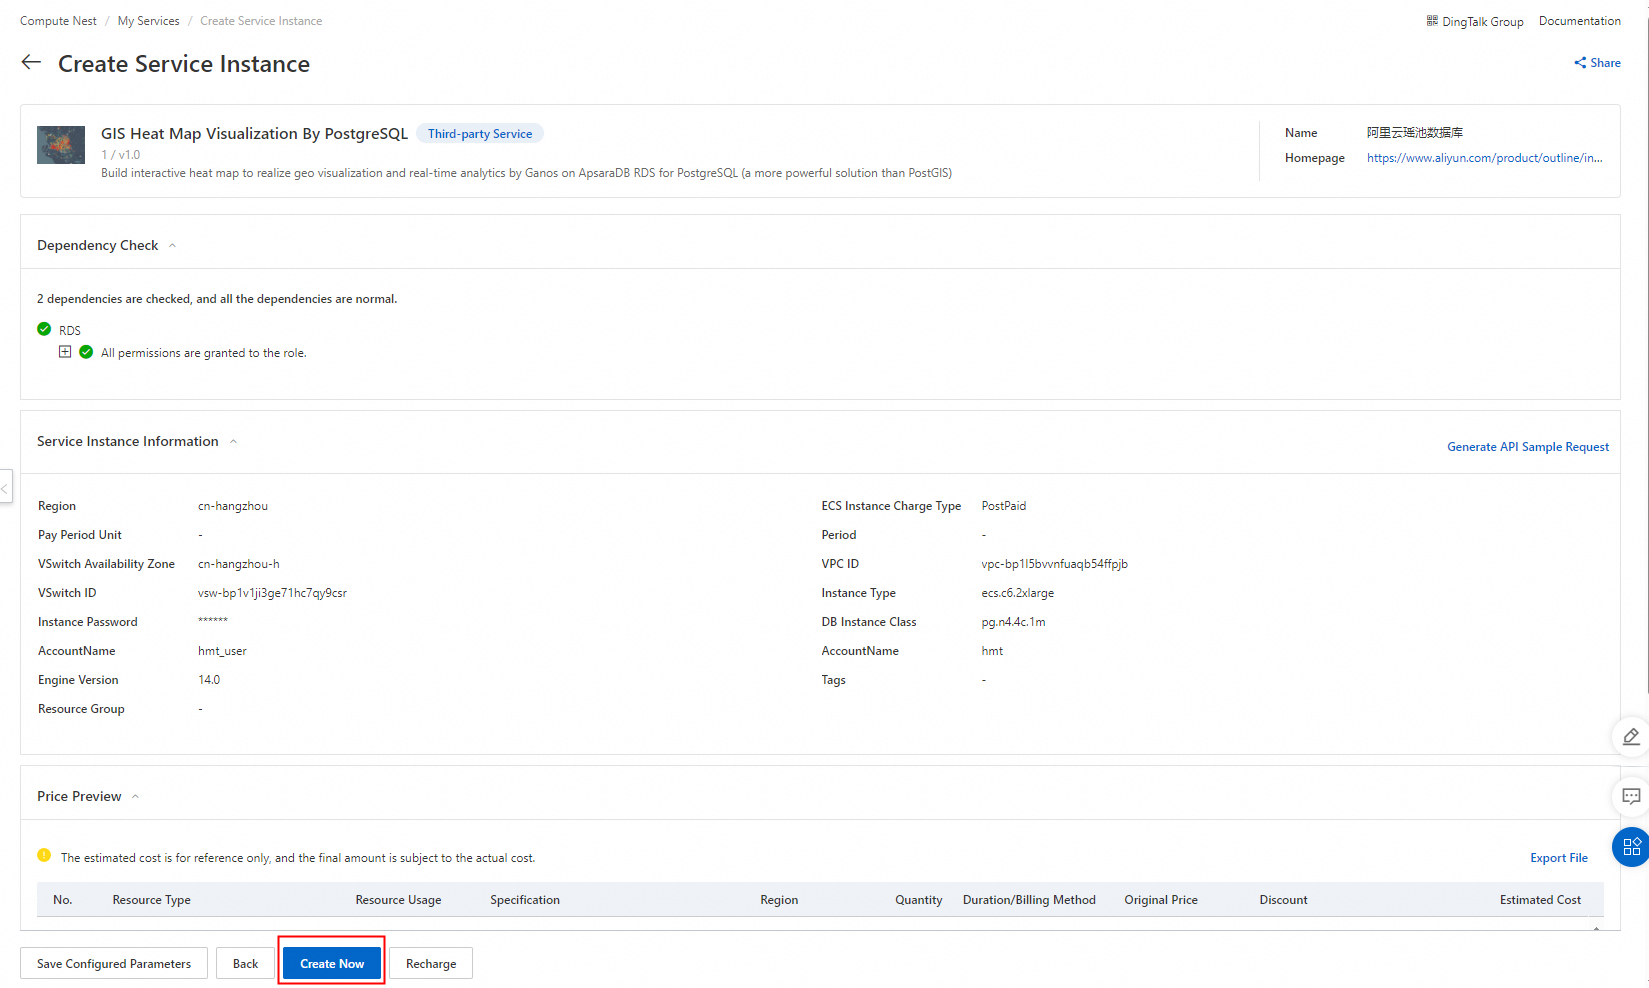 Compute Nest / My Services / Create Service Instance
DingTalk Group Documentation
Create Service Instance
Share
GIS Heat Map Visualization By PostgreSQL Third-party Service
1 / v1.0
Build interactive heat map to realize geo visualization and real-time analytics by Ganos on ApsaraDB RDS for PostgreSQL (a more powerful solution than PostGIS)
Name 阿里云瑶池数据库
Homepage https://www.aliyun.com/product/outline/in...
Dependency Check
2 dependencies are checked, and all the dependencies are normal.
RDS
All permissions are granted to the role.
Service Instance Information
Generate API Sample Request
Region cn-hangzhou ECS Instance Charge Type PostPaid
Pay Period Unit - Period -
VSwitch Availability Zone cn-hangzhou-h VPC ID vpc-bp1l5bvvnfuaqb54ffpjb
VSwitch ID vsw-bp1v1ji3ge71hc7qy9csr Instance Type ecs.c6.2xlarge
Instance Password ****** DB Instance Class pg.n4.4c.1m
AccountName hmt_user AccountName hmt
Engine Version 14.0 Tags -
Resource Group -
Price Preview
The estimated cost is for reference only, and the final amount is subject to the actual cost.
Export File
No. Resource Type Resource Usage Specification Region Quantity Duration/Billing Method Original Price Discount Estimated Cost
Save Configured Parameters Back Create Now Recharge